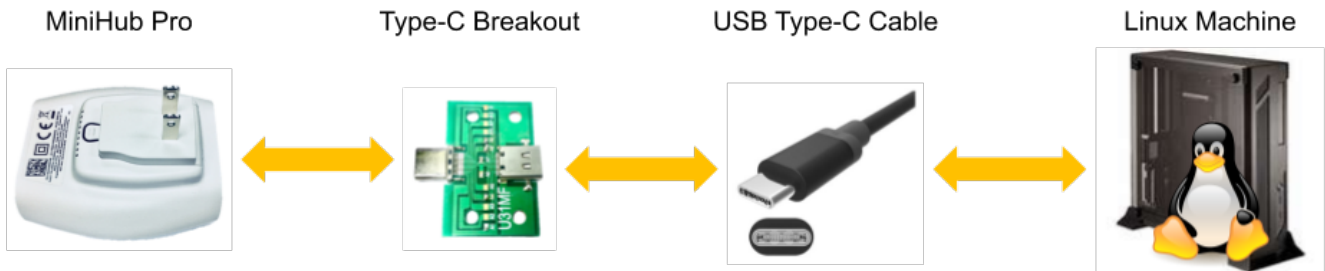 MiniHub Pro
Type-C Breakout
USB Type-C Cable
Linux Machine
U31MF